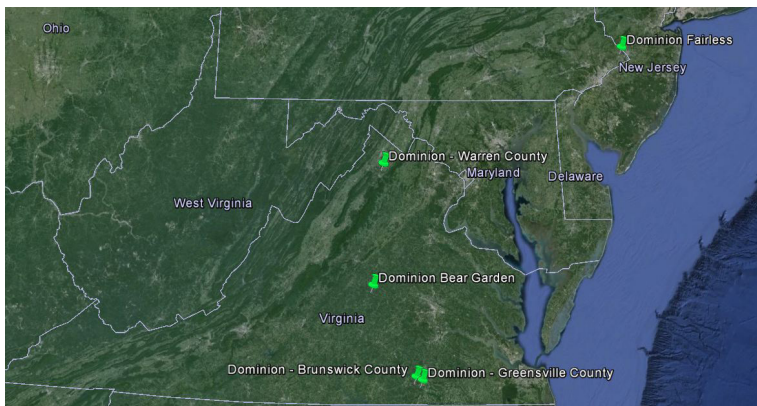 Ohio
Dominion Fairless
New Jersey
Dominion - Warren County
Maryland
Delaware
West Virginia
Dominion Bear Garden
Virginia
Dominion - Brunswick County
Dominion - Greensville County